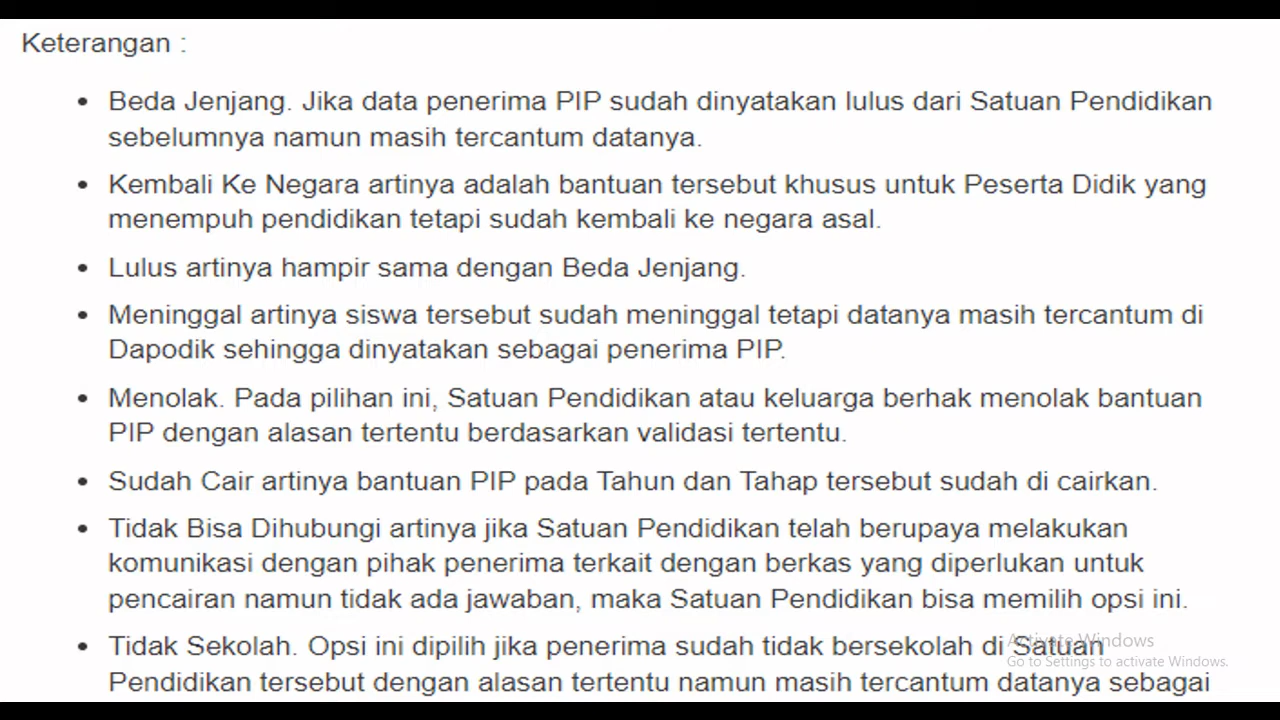 Keterangan :
• Beda Jenjang. Jika data penerima PIP sudah dinyatakan lulus dari Satuan Pendidikan
sebelumnya namun masih tercantum datanya.
• Kembali Ke Negara artinya adalah bantuan tersebut khusus untuk Peserta Didik yang
menempuh pendidikan tetapi sudah kembali ke negara asal.
• Lulus artinya hampir sama dengan Beda Jenjang.
• Meninggal artinya siswa tersebut sudah meninggal tetapi datanya masih tercantum di
Dapodik sehingga dinyatakan sebagai penerima PIP.
• Menolak. Pada pilihan ini, Satuan Pendidikan atau keluarga berhak menolak bantuan
PIP dengan alasan tertentu berdasarkan validasi tertentu.
• Sudah Cair artinya bantuan PIP pada Tahun dan Tahap tersebut sudah di cairkan.
• Tidak Bisa Dihubungi artinya jika Satuan Pendidikan telah berupaya melakukan
komunikasi dengan pihak penerima terkait dengan berkas yang diperlukan untuk
pencairan namun tidak ada jawaban, maka Satuan Pendidikan bisa memilih opsi ini.
• Tidak Sekolah. Opsi ini dipilih jika penerima sudah tidak bersekolah di Satuan
Pendidikan tersebut dengan alasan tertentu namun masih tercantum datanya sebagai
Activate Windows
Go to Settings to activate Windows.